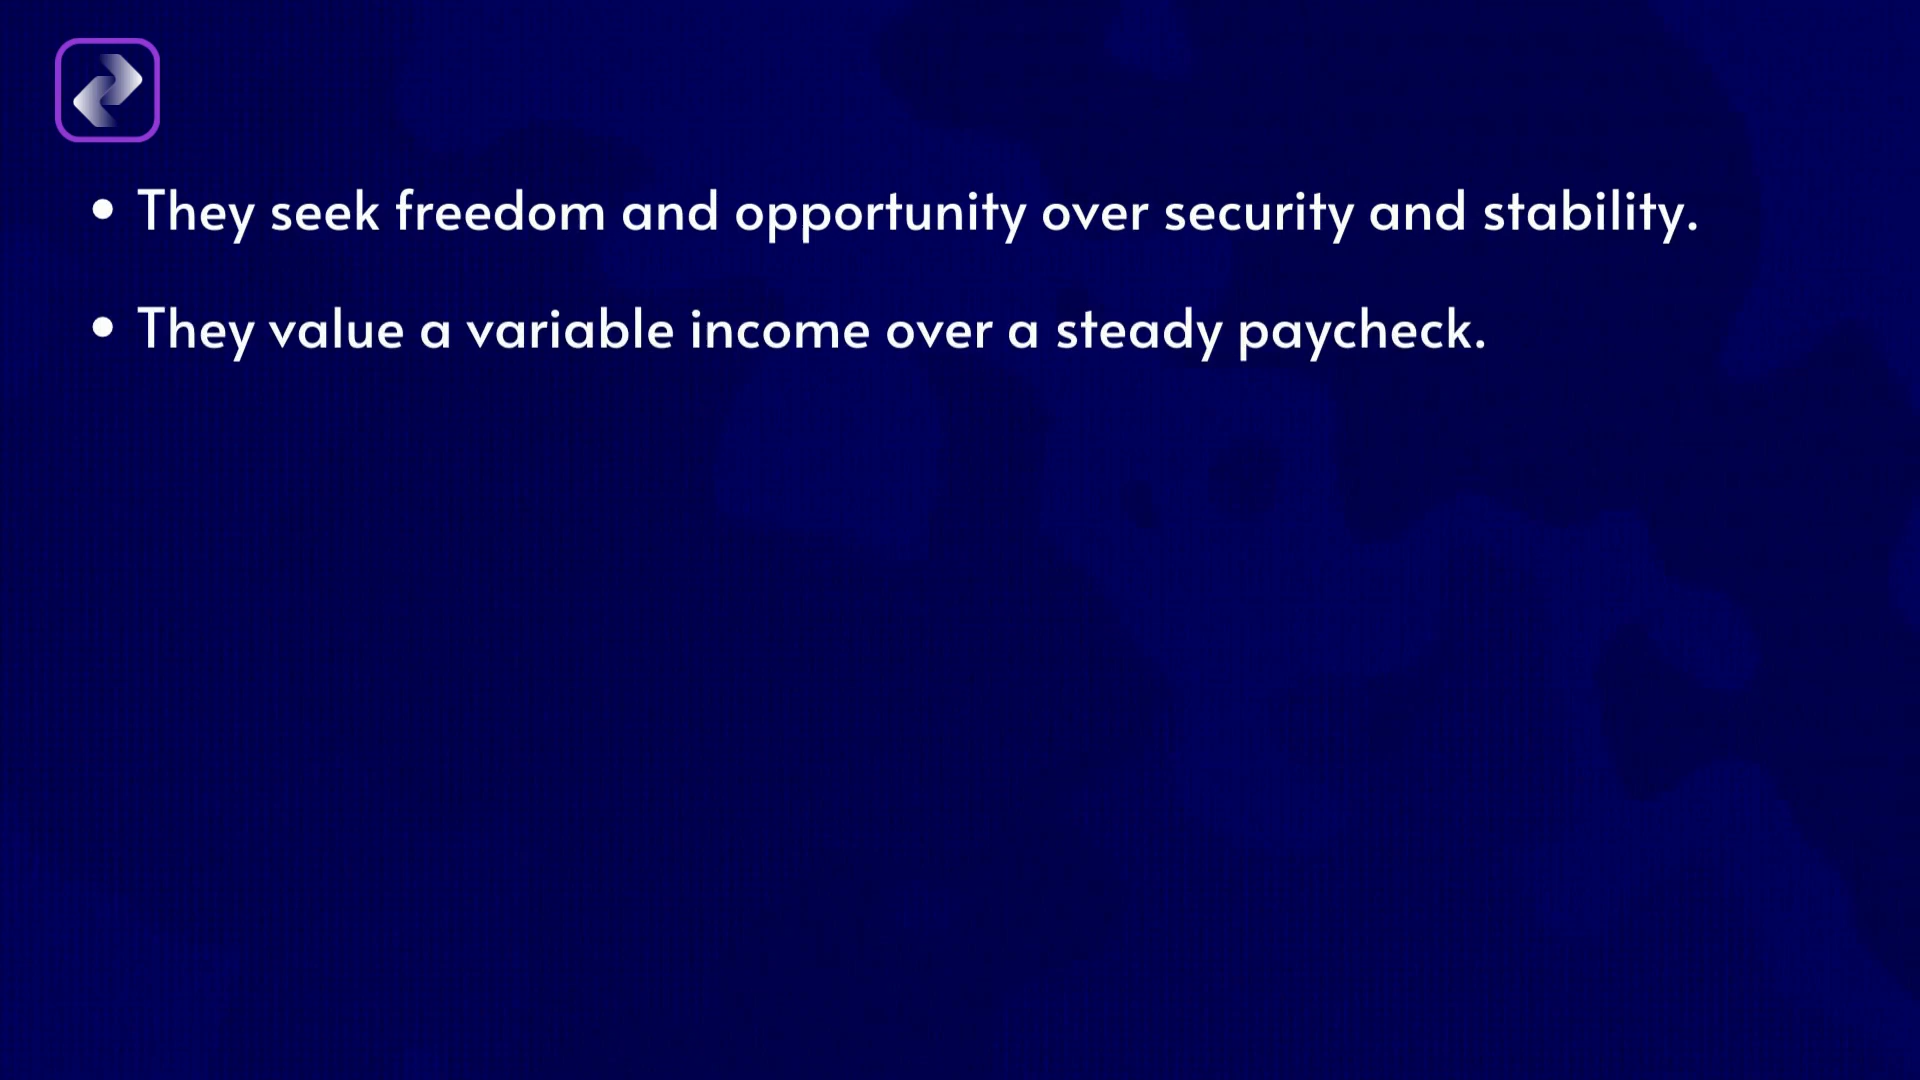 • They seek freedom and opportunity over security and stability.
• They value a variable income over a steady paycheck.